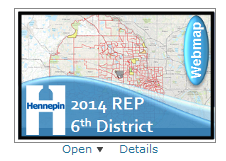 Webmap
Hennepin
2014 REP
6th District
Open ▾ Details